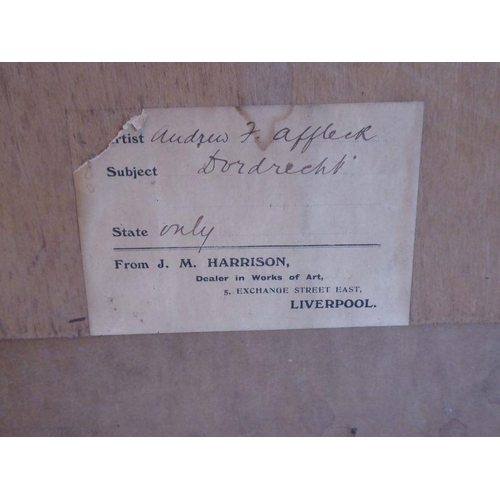 rtist Andrew F. Affleck
Subject Dordrecht
State only
From J. M. HARRISON,
Dealer in Works of Art,
5, EXCHANGE STREET EAST,
LIVERPOOL.